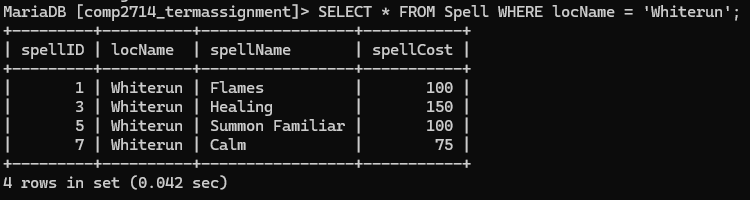 MariaDB [comp2714_termassignment]> SELECT * FROM Spell WHERE locName = 'Whiterun';
+---------+----------+-----------------+-----------+
| spellID | locName  | spellName       | spellCost |
+---------+----------+-----------------+-----------+
|       1 | Whiterun | Flames          |       100 |
|       3 | Whiterun | Healing         |       150 |
|       5 | Whiterun | Summon Familiar |       100 |
|       7 | Whiterun | Calm            |        75 |
+---------+----------+-----------------+-----------+
4 rows in set (0.042 sec)